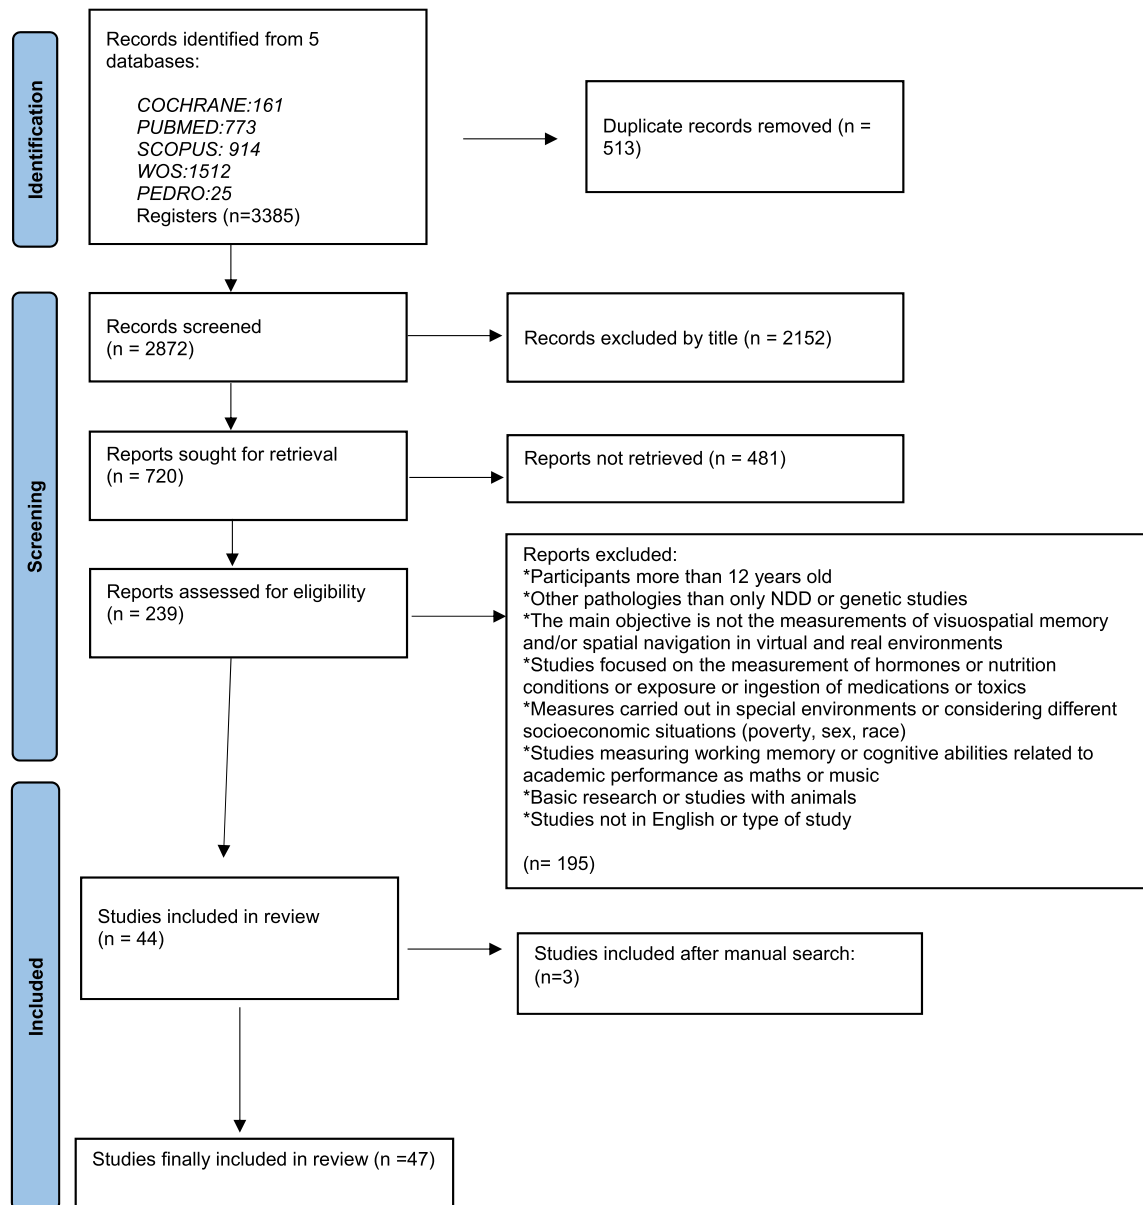 Identification
Records identified from 5
databases:
COCHRANE:161
PUBMED:773
SCOPUS: 914
WOS:1512
PEDRO:25
Registers (n=3385)
Duplicate records removed (n =
513)
Screening
Records screened
(n = 2872)
Records excluded by title (n = 2152)
Reports sought for retrieval
(n = 720)
Reports not retrieved (n = 481)
Reports assessed for eligibility
(n = 239)
Reports excluded:
*Participants more than 12 years old
*Other pathologies than only NDD or genetic studies
*The main objective is not the measurements of visuospatial memory
and/or spatial navigation in virtual and real environments
*Studies focused on the measurement of hormones or nutrition
conditions or exposure or ingestion of medications or toxics
*Measures carried out in special environments or considering different
socioeconomic situations (poverty, sex, race)
*Studies measuring working memory or cognitive abilities related to
academic performance as maths or music
*Basic research or studies with animals
*Studies not in English or type of study
(n= 195)
Included
Studies included in review
(n = 44)
Studies included after manual search:
(n=3)
Studies finally included in review (n =47)